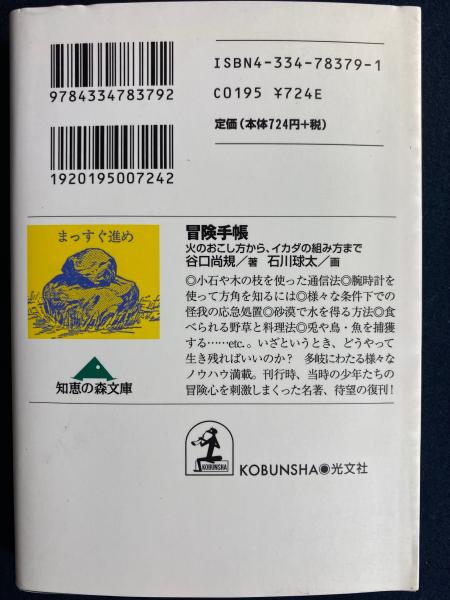 ISBN4-334-78379-1
9784334783792
C0195 ¥724E
定価(本体724円+税)
1920195007242
まっすぐ進め
冒険手帳
火のおこし方から、イカダの組み方まで
谷口尚規/著 石川球太/画
◎小石や木の枝を使った通信法◎腕時計を
使って方角を知るには◎様々な条件下での
怪我の応急処置◎砂漠で水を得る方法◎食
べられる野草と料理法◎兎や鳥・魚を捕獲
する……etc.。いざというとき、どうやって
生き残ればいいのか? 多岐にわたる様々な
ノウハウ満載。刊行時、当時の少年たちの
冒険心を刺激しまくった名著、待望の復刊!
知恵の森文庫
KOBUNSHA
KOBUNSHA◉光文社